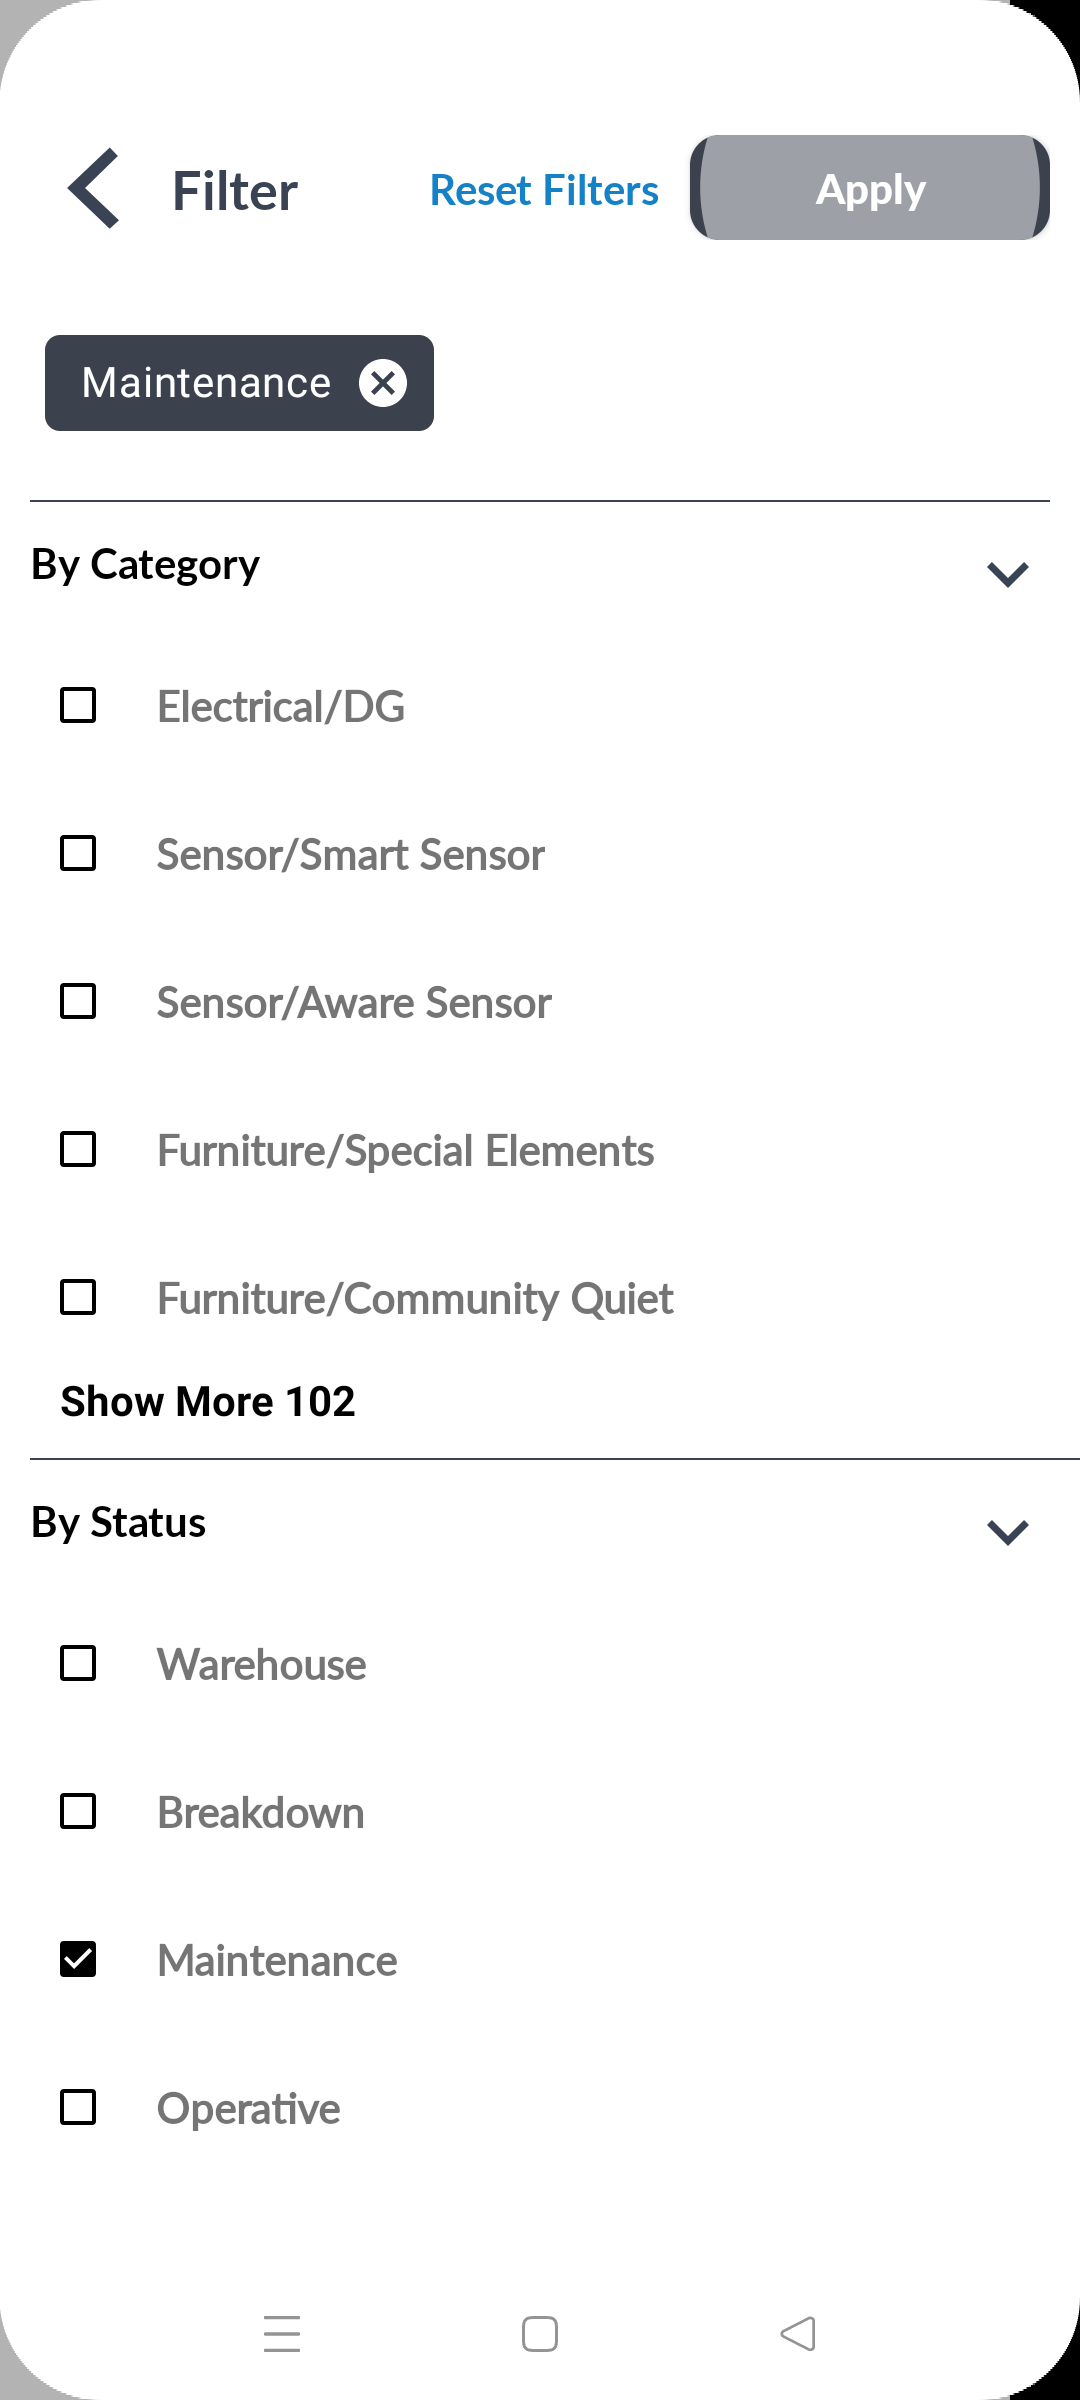 Filter
Reset Filters
Apply
Maintenance
By Category
Electrical/DG
Sensor/Smart Sensor
Sensor/Aware Sensor
Furniture/Special Elements
Furniture/Community Quiet
Show More 102
By Status
Warehouse
Breakdown
Maintenance
Operative